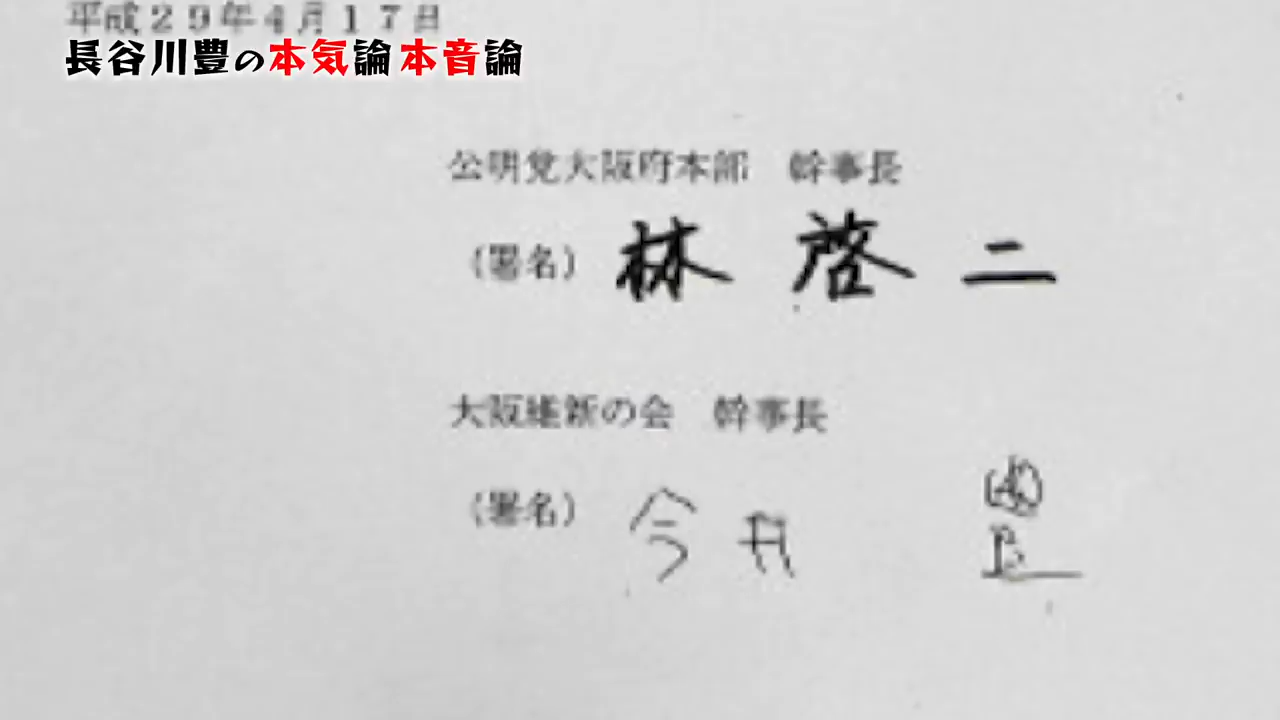 平成29年4月17日
長谷川豊の本気論本音論
公明党大阪府本部 幹事長
(署名) 林 啓二
大阪維新の会 幹事長
(署名) 今井